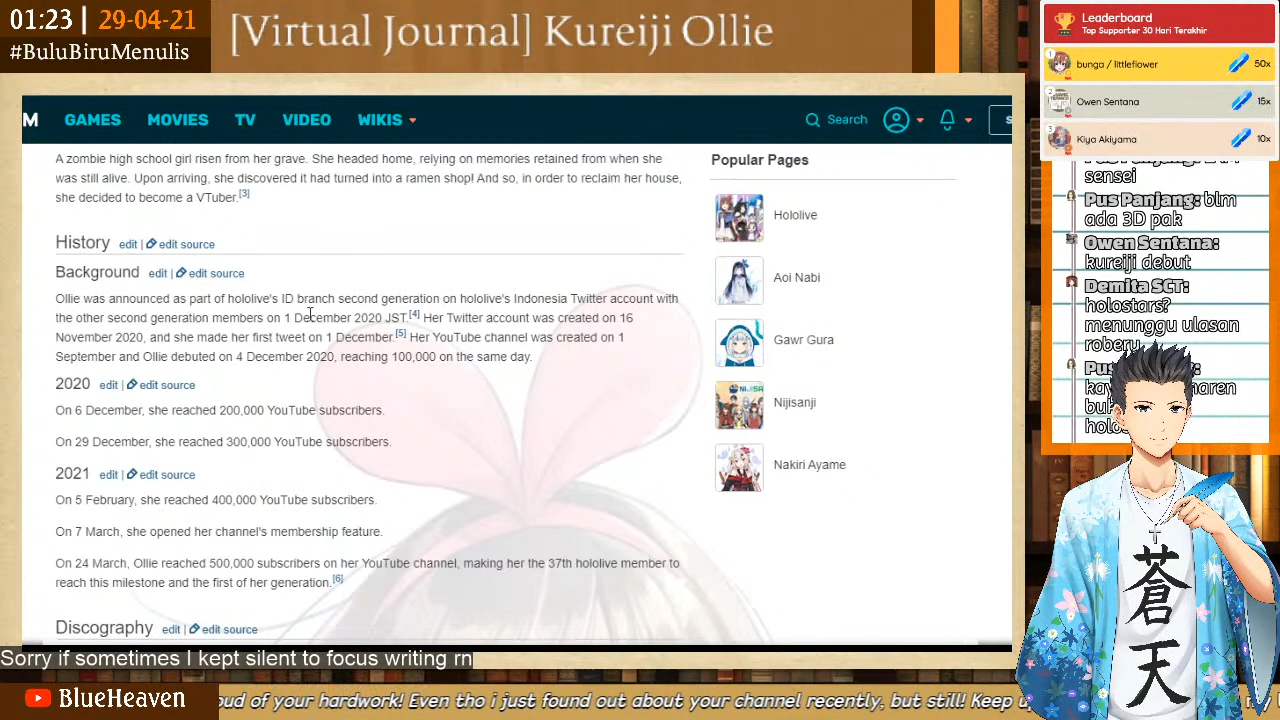 01:23 | 29-04-21
#BuluBiruMenulis
[Virtual Journal] Kureiji Ollie
Leaderboard
Top Supporter 30 Hari Terakhir
1 bunga / littleflower 50x
2 Owen Sentana 15x
3 Kiya Akiyama 10x
M GAMES MOVIES TV VIDEO WIKIS Search S
A zombie high school girl risen from her grave. She headed home, relying on memories retained from when she
was still alive. Upon arriving, she discovered it had turned into a ramen shop! And so, in order to reclaim her house,
she decided to become a VTuber.[3]
History edit | edit source
Background edit | edit source
Ollie was announced as part of hololive's ID branch second generation on hololive's Indonesia Twitter account with
the other second generation members on 1 December 2020 JST.[4] Her Twitter account was created on 16
November 2020, and she made her first tweet on 1 December.[5] Her YouTube channel was created on 1
September and Ollie debuted on 4 December 2020, reaching 100,000 on the same day.
2020 edit | edit source
On 6 December, she reached 200,000 YouTube subscribers.
On 29 December, she reached 300,000 YouTube subscribers.
2021 edit | edit source
On 5 February, she reached 400,000 YouTube subscribers.
On 7 March, she opened her channel's membership feature.
On 24 March, Ollie reached 500,000 subscribers on her YouTube channel, making her the 37th hololive member to
reach this milestone and the first of her generation.[6]
Discography edit | edit source
Popular Pages
Hololive
Aoi Nabi
Gawr Gura
Nijisanji
Nakiri Ayame
sensei
Pus Panjang: blm
ada 3D pak
Owen Sentana:
kureiji debut
Demita SCT:
holostars?
menunggu ulasan
roberu
蒼天
Sorry if sometimes I kept silent to focus writing rn
BlueHeaven
oud of your hardwork! Even tho i just found out about your channel recently, but still! Keep u